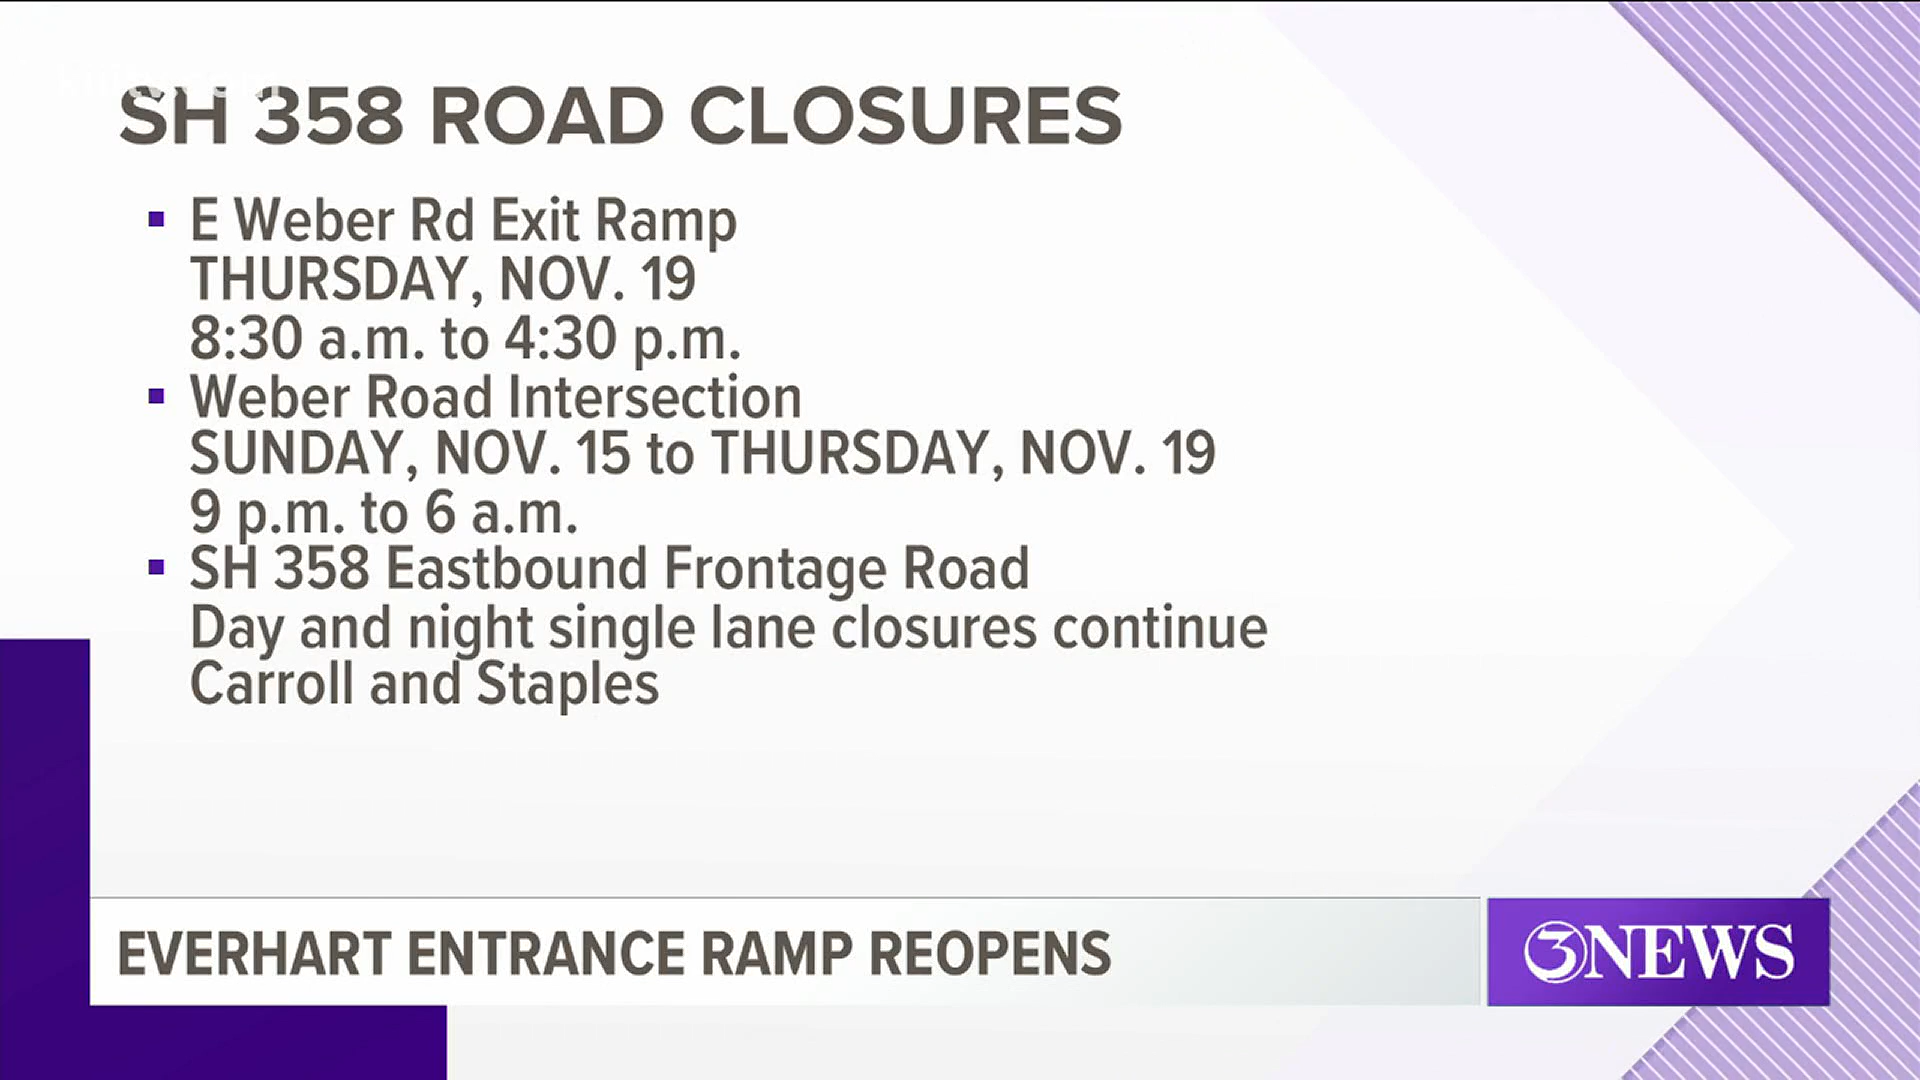 kiiitv.com
SH 358 ROAD CLOSURES
▪ E Weber Rd Exit Ramp
THURSDAY, NOV. 19
8:30 a.m. to 4:30 p.m.
▪ Weber Road Intersection
SUNDAY, NOV. 15 to THURSDAY, NOV. 19
9 p.m. to 6 a.m.
▪ SH 358 Eastbound Frontage Road
Day and night single lane closures continue
Carroll and Staples
EVERHART ENTRANCE RAMP REOPENS
3NEWS